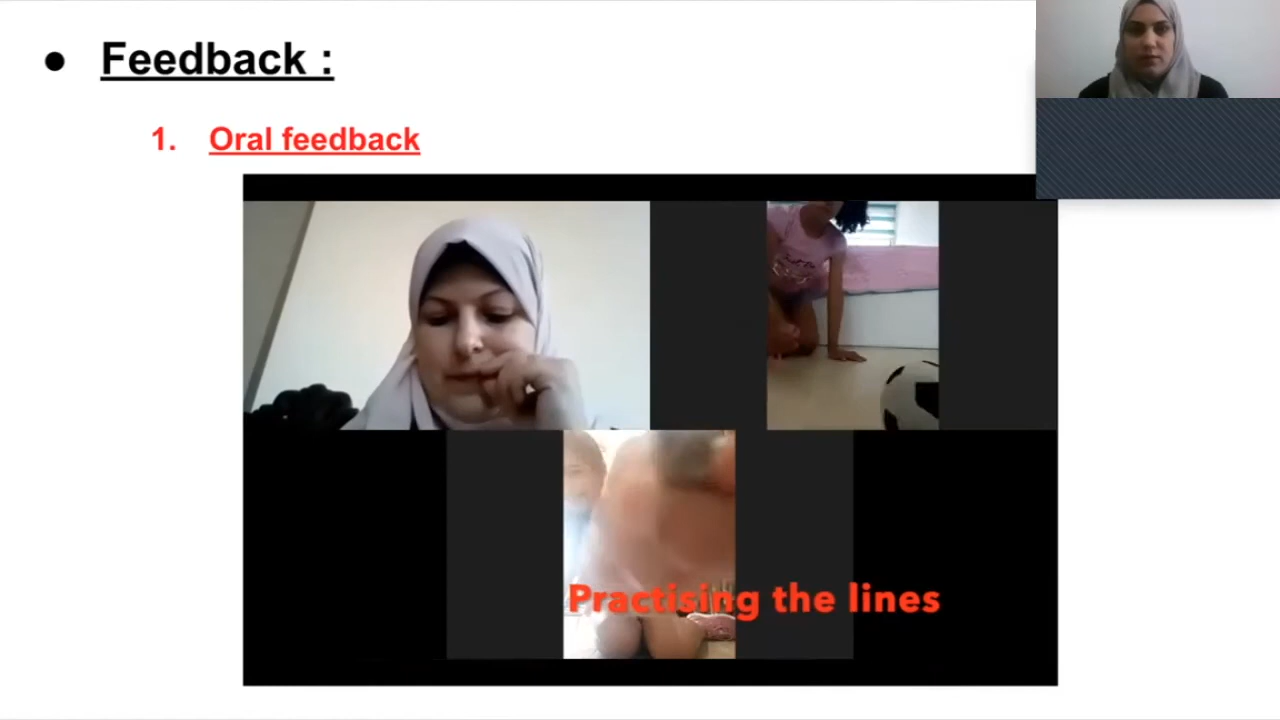 ● Feedback :
1. Oral feedback
Practising the lines